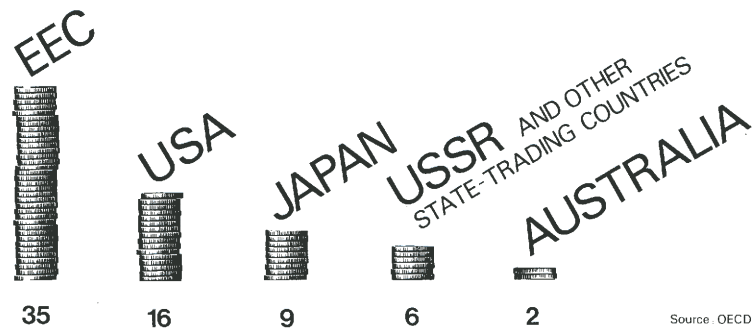 EEC
USA
JAPAN
USSR AND OTHER
STATE-TRADING COUNTRIES
AUSTRALIA
35
16
9
6
2
Source. OECD